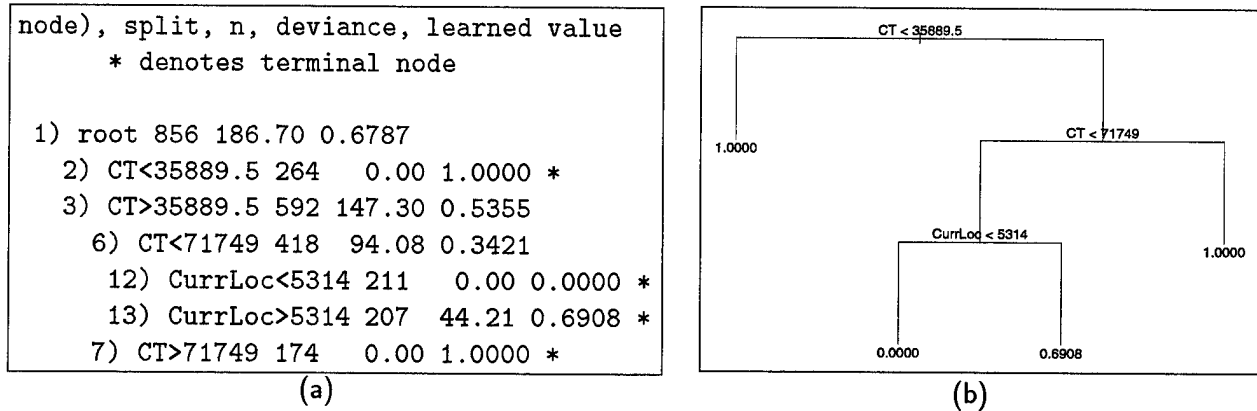 node), split, n, deviance, learned value
* denotes terminal node
1) root 856 186.70 0.6787
2) CT<35889.5 264 0.00 1.0000 *
3) CT>35889.5 592 147.30 0.5355
6) CT<71749 418 94.08 0.3421
12) CurrLoc<5314 211 0.00 0.0000 *
13) CurrLoc>5314 207 44.21 0.6908 *
7) CT>71749 174 0.00 1.0000 *
(a)
CT < 35889.5
1.0000
CT < 71749
CurrLoc < 5314
1.0000
0.0000
0.6908
(b)